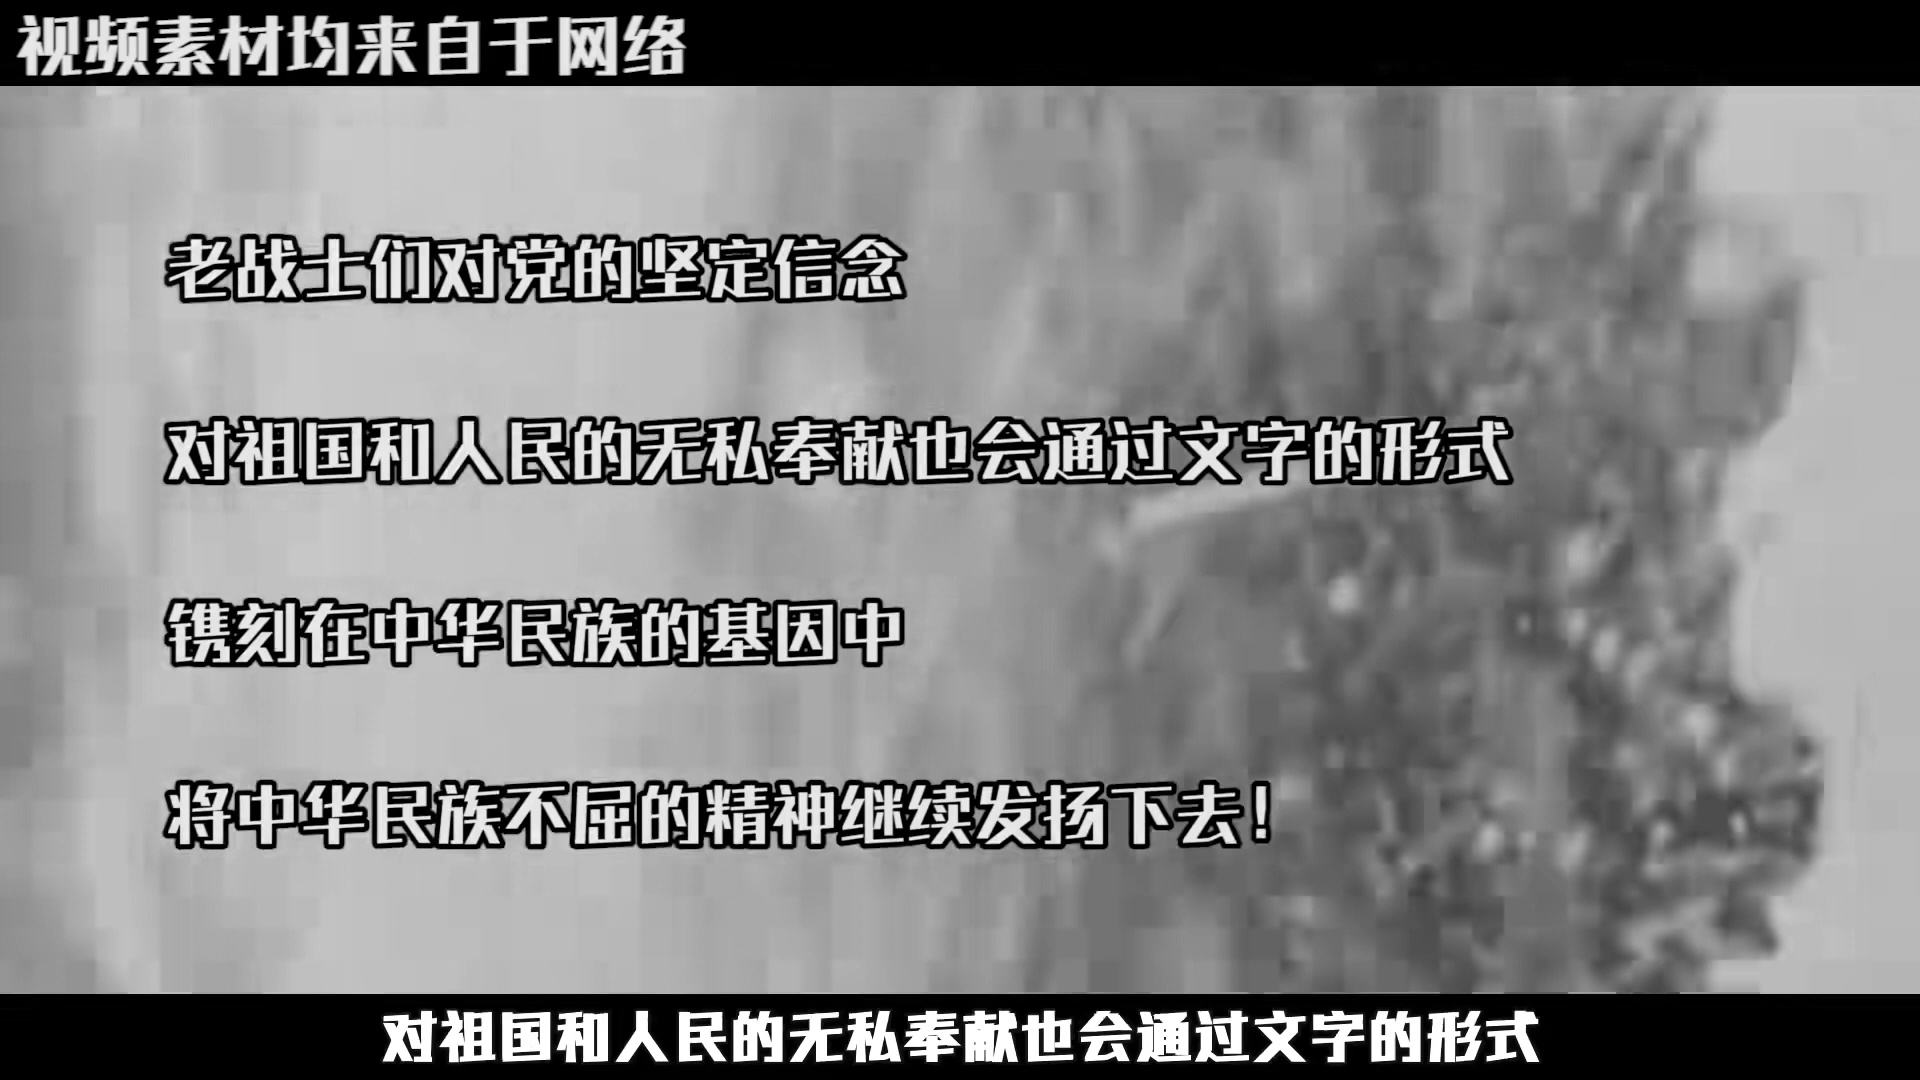 视频素材均来自于网络
老战士们对党的坚定信念
对祖国和人民的无私奉献也会通过文字的形式
镌刻在中华民族的基因中
将中华民族不屈的精神继续发扬下去！
对祖国和人民的无私奉献也会通过文字的形式